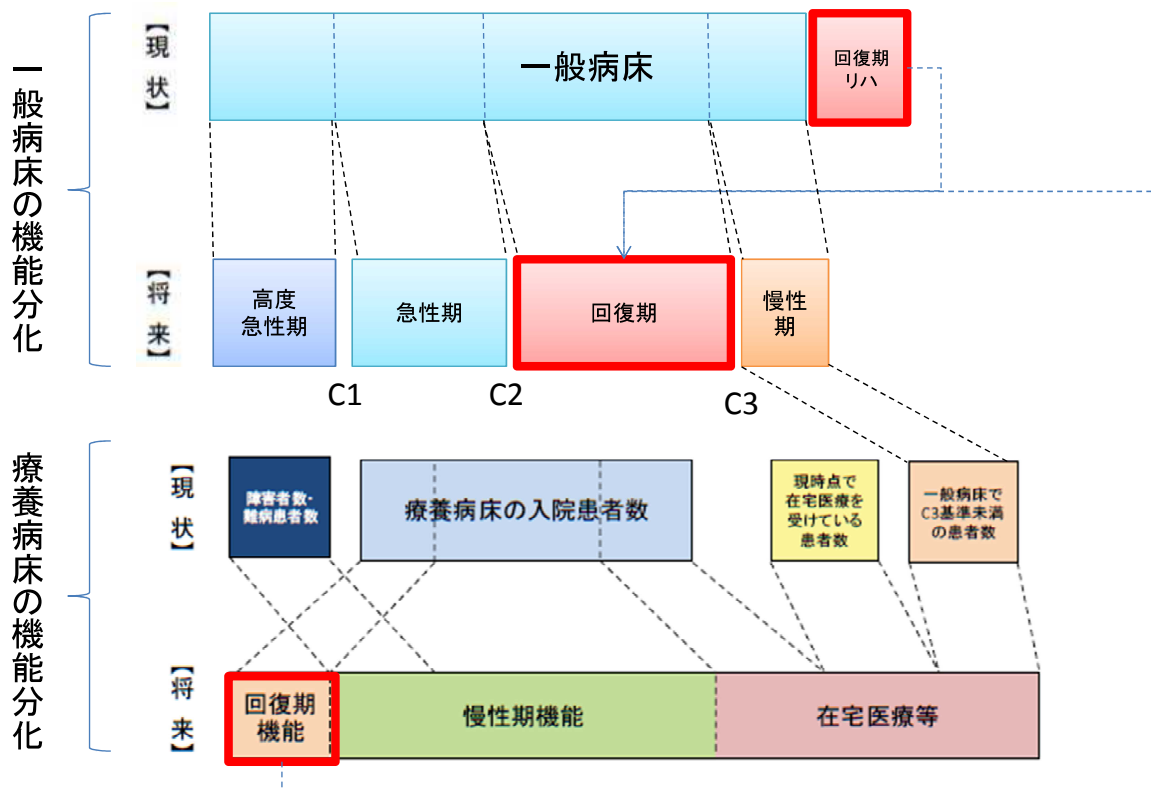 一般病床の機能分化
【現状】
一般病床
回復期
リハ
【将来】
高度
急性期
急性期
回復期
慢性
期
C1
C2
C3
療養病床の機能分化
【現状】
障害者数・
難病患者数
療養病床の入院患者数
現時点で
在宅医療を
受けている
患者数
一般病床で
C3基準未満
の患者数
【将来】
回復期
機能
慢性期機能
在宅医療等